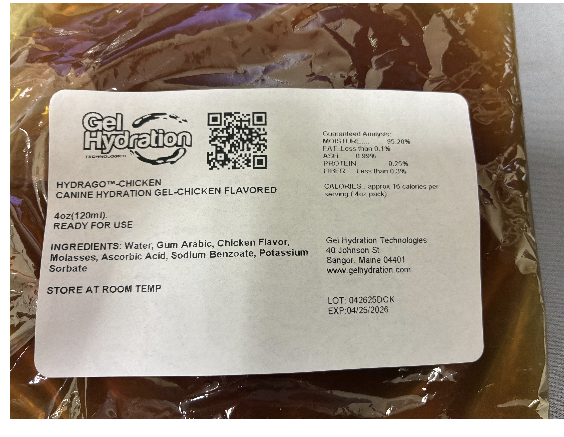 Gel
Hydration
TECHNOLOGIES
HYDRAGO™-CHICKEN
CANINE HYDRATION GEL-CHICKEN FLAVORED
4oz(120ml).
READY FOR USE
INGREDIENTS: Water, Gum Arabic, Chicken Flavor,
Molasses, Ascorbic Acid, Sodium Benzoate, Potassium
Sorbate
STORE AT ROOM TEMP
Guaranteed Analysis:
MOISTURE..... 95.20%
FAT .Less than 0.1%
ASH 0.99%
PROTEIN 0.25%
FIBER Less than 0.3%
CALORIES : approx 16 calories per
serving ( 4oz pack)
Gel Hydration Technologies
40 Johnson St
Bangor, Maine 04401
www.gelhydration.com
LOT: 042625DCK
EXP:04/26/2026